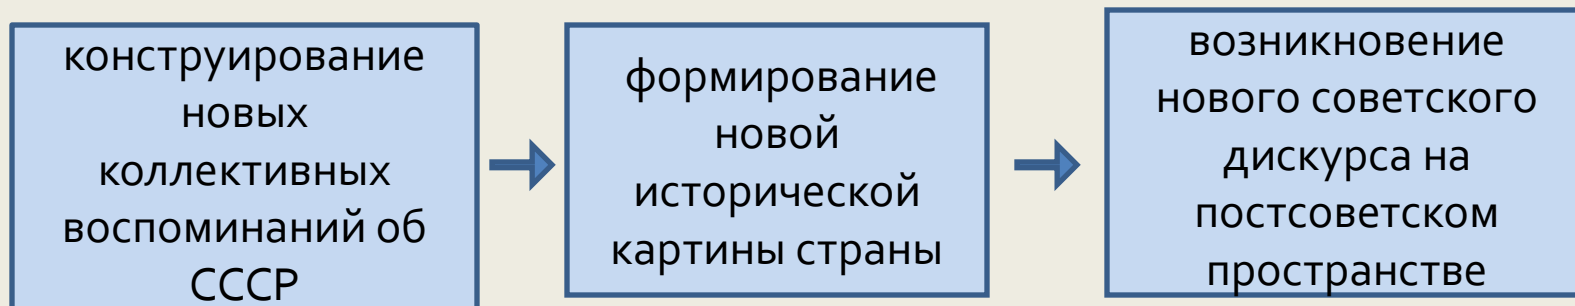 конструирование
новых
коллективных
воспоминаний об
СССР
формирование
новой
исторической
картины страны
возникновение
нового советского
дискурса на
постсоветском
пространстве